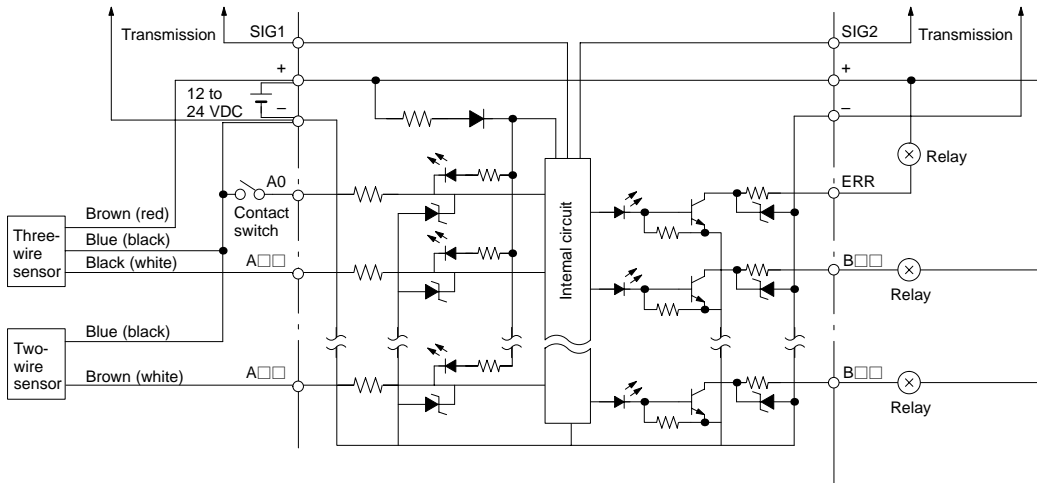 Transmission
SIG1
SIG2
Transmission
+
+
12 to
24 VDC
–
–
Relay
A0
ERR
Contact
switch
Brown (red)
Three-
wire
sensor
Blue (black)
Black (white)
A□□
Internal circuit
B□□
Relay
Blue (black)
Two-
wire
sensor
Brown (white)
A□□
B□□
Relay